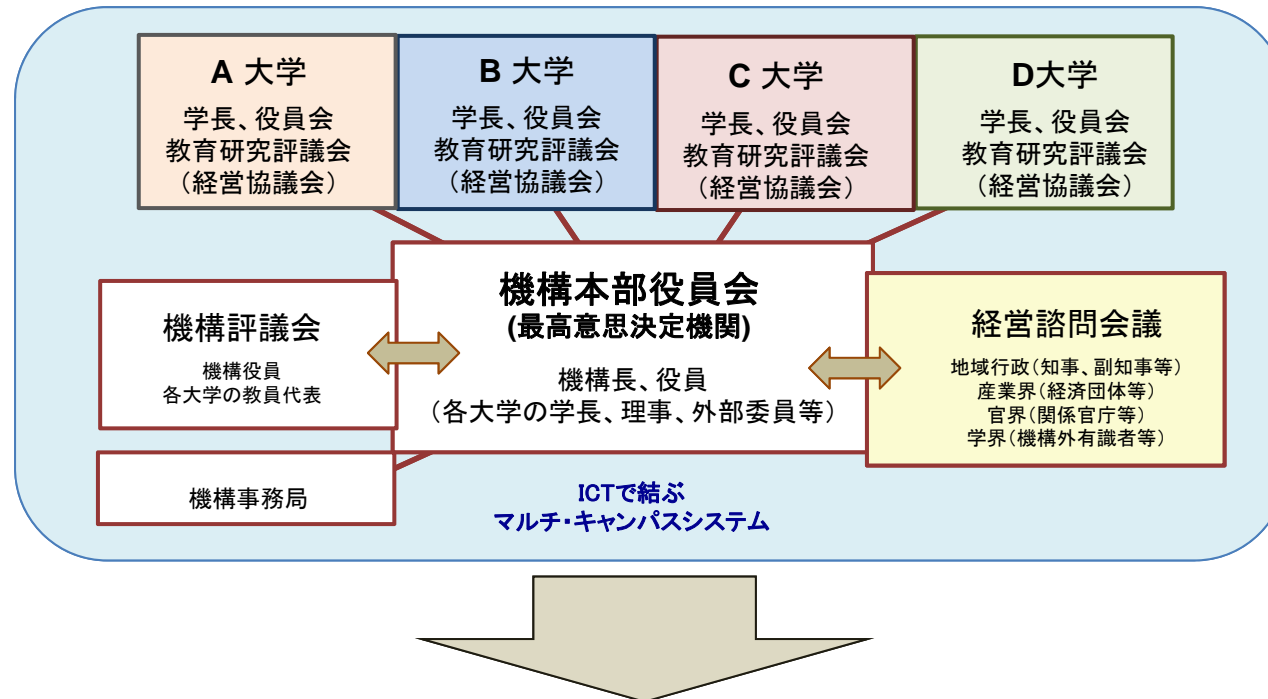 A 大学
学長、役員会
教育研究評議会
（経営協議会）
B 大学
学長、役員会
教育研究評議会
（経営協議会）
C 大学
学長、役員会
教育研究評議会
（経営協議会）
D大学
学長、役員会
教育研究評議会
（経営協議会）
機構本部役員会
(最高意思決定機関)
機構長、役員
（各大学の学長、理事、外部委員等）
機構評議会
機構役員
各大学の教員代表
経営諮問会議
地域行政（知事、副知事等）
産業界（経済団体等）
官界（関係官庁等）
学界（機構外有識者等）
機構事務局
ICTで結ぶ
マルチ・キャンパスシステム